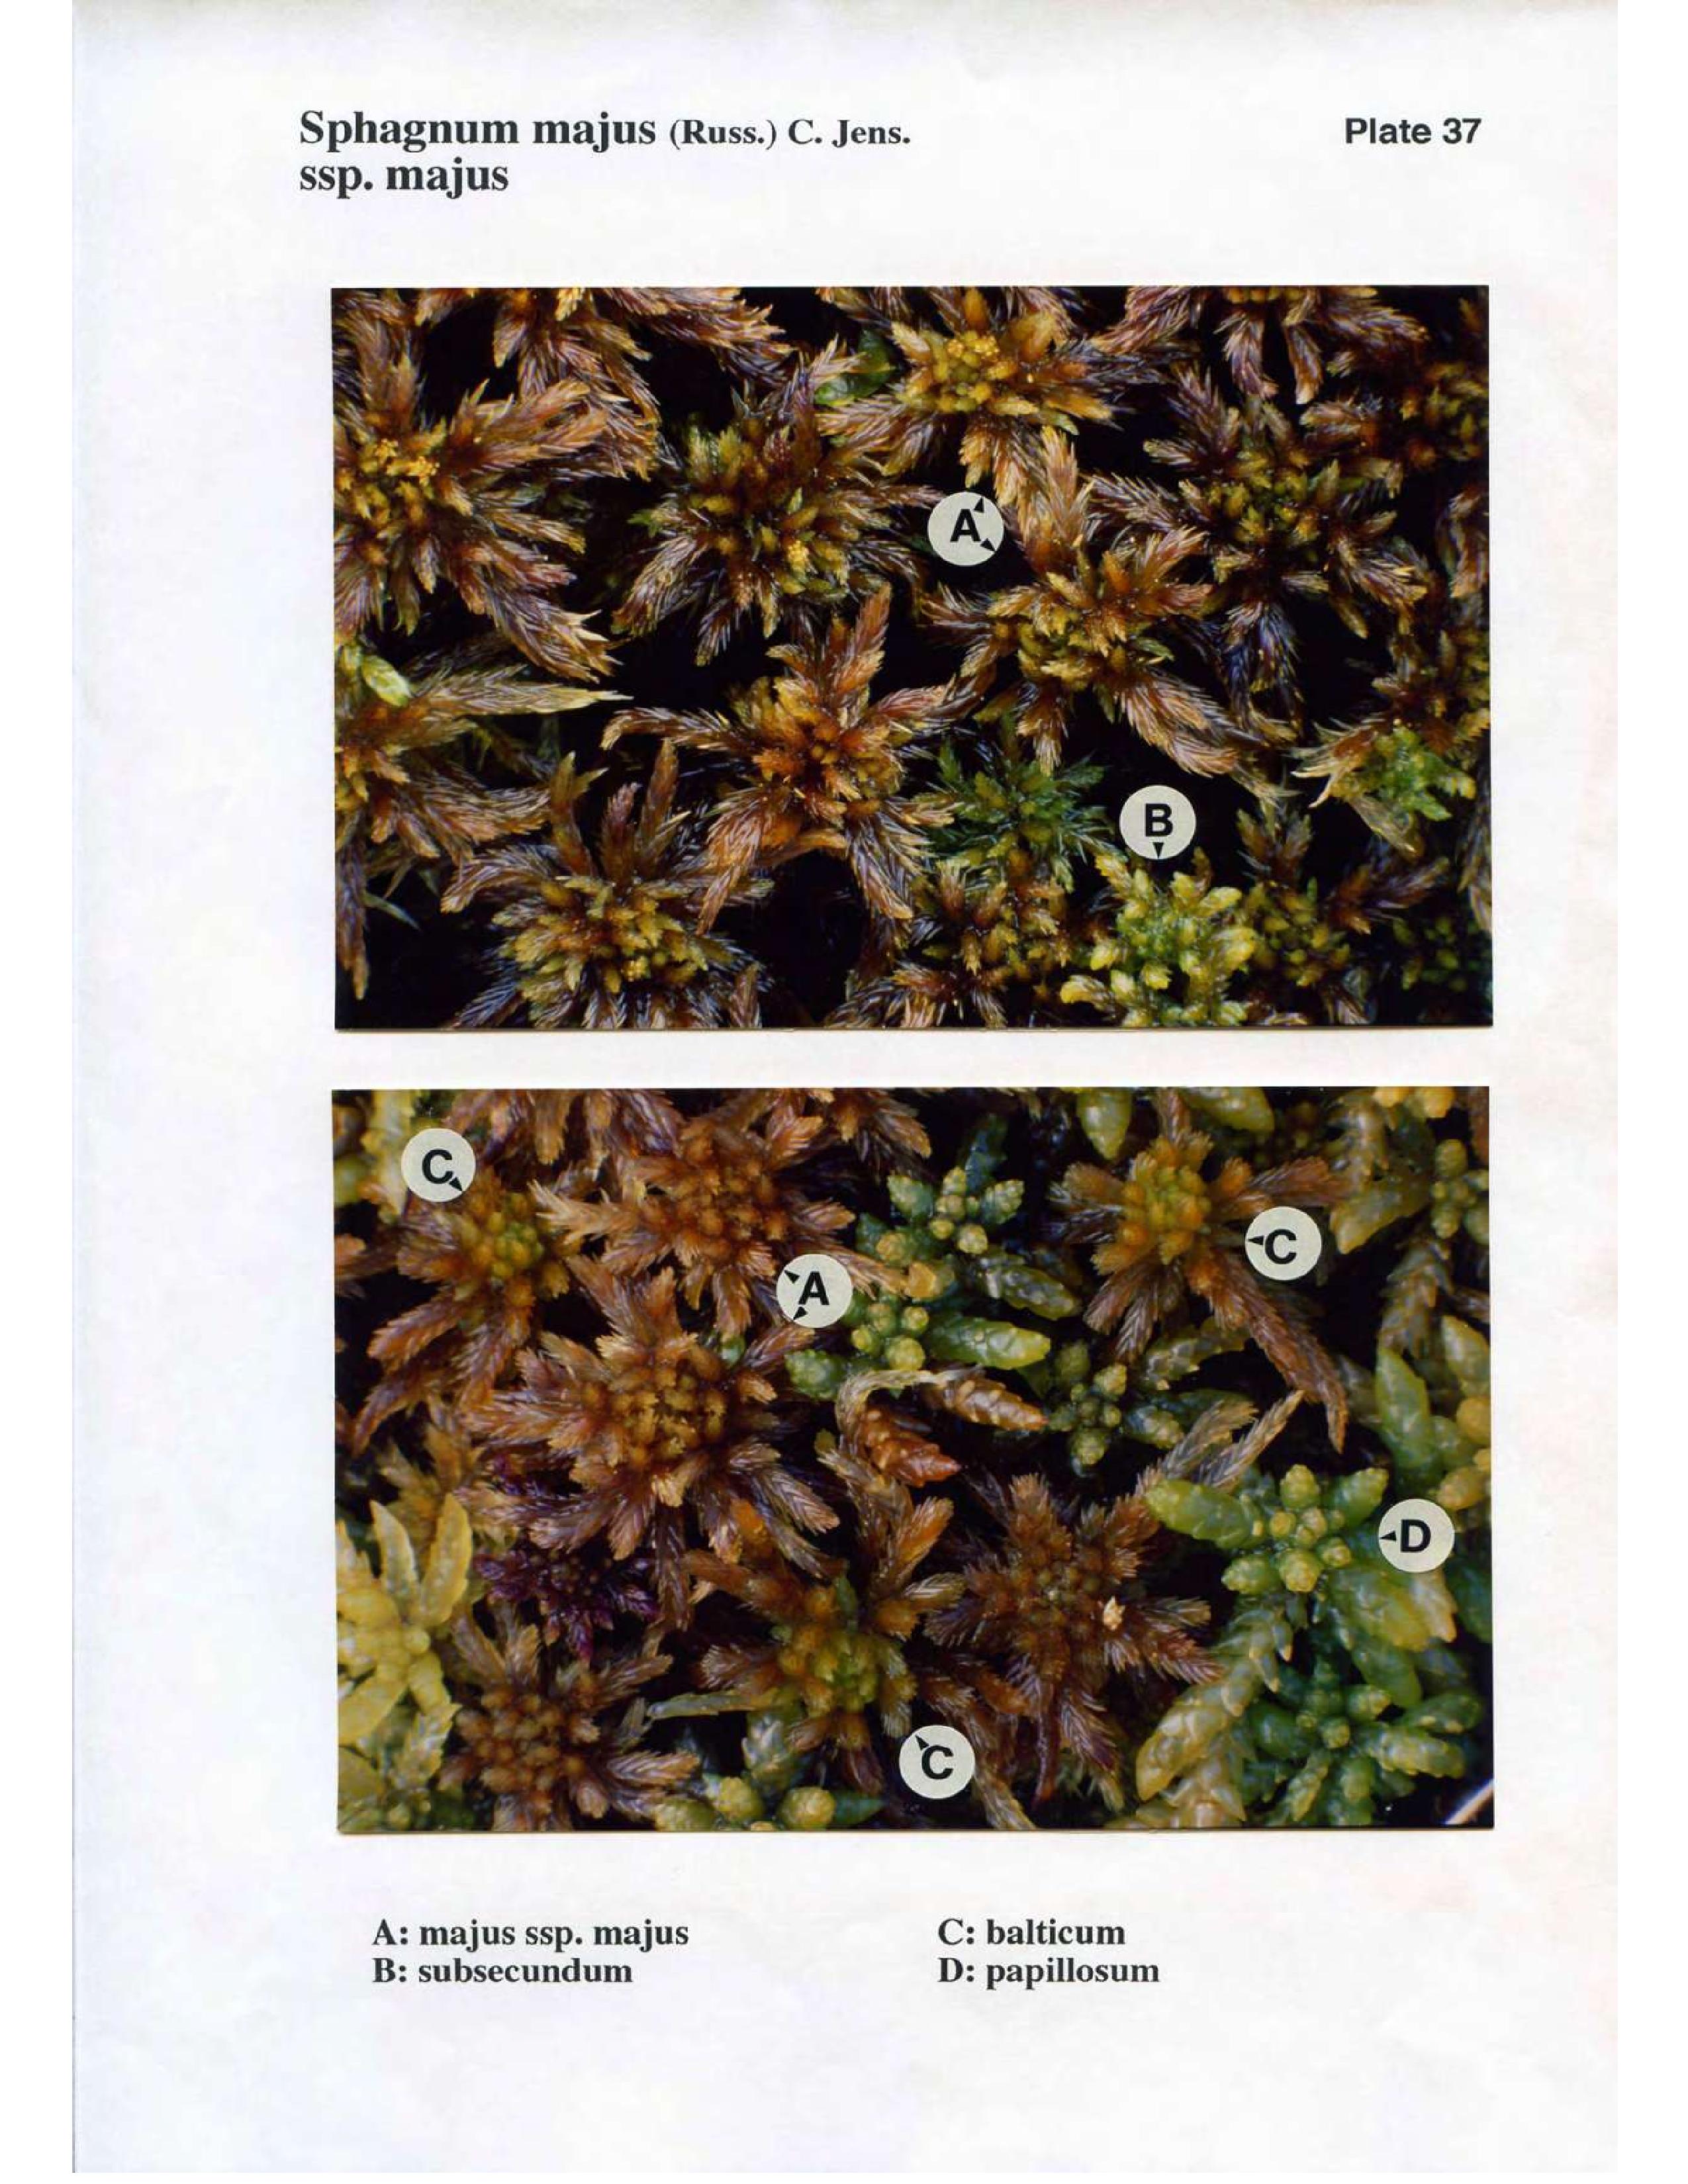 Sphagnum majus (Russ.) C. Jens.
ssp. majus
Plate 37
A
B
C
C
A
D
C
A: majus ssp. majus
B: subsecundum
C: balticum
D: papillosum